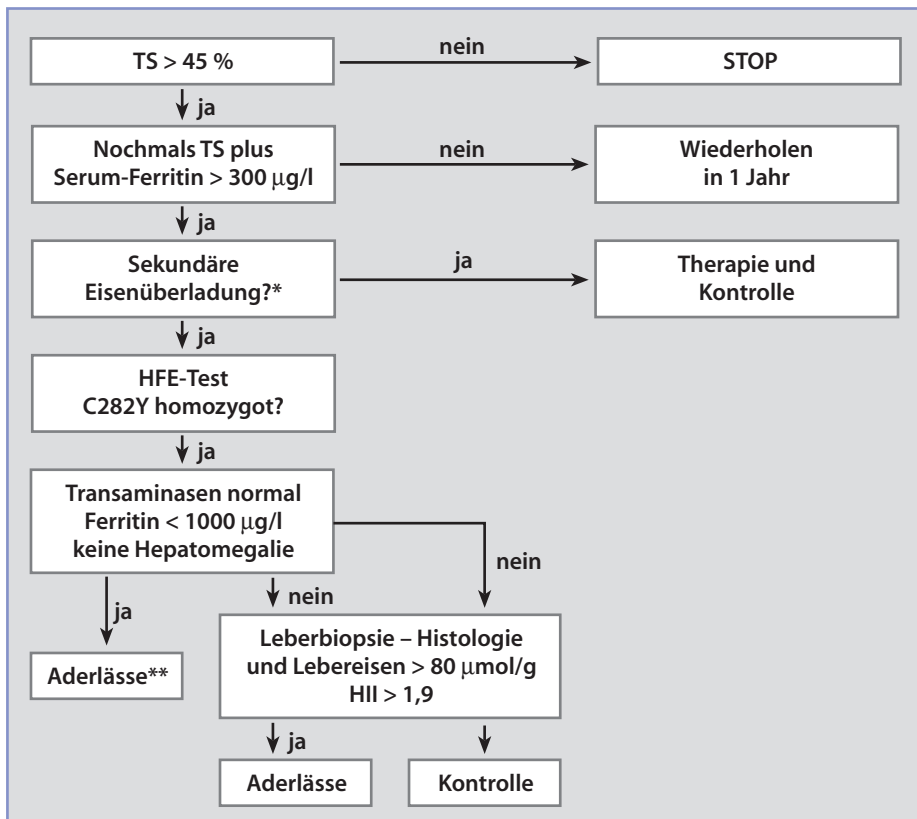 TS > 45 %
nein
STOP
ja
Nochmals TS plus
Serum-Ferritin > 300 µg/l
nein
Wiederholen
in 1 Jahr
ja
Sekundäre
Eisenüberladung?*
ja
Therapie und
Kontrolle
ja
HFE-Test
C282Y homozygot?
ja
Transaminasen normal
Ferritin < 1000 µg/l
keine Hepatomegalie
nein
nein
ja
Leberbiopsie – Histologie
und Lebereisen > 80 µmol/g
HII > 1,9
Aderlässe**
ja
Aderlässe
Kontrolle